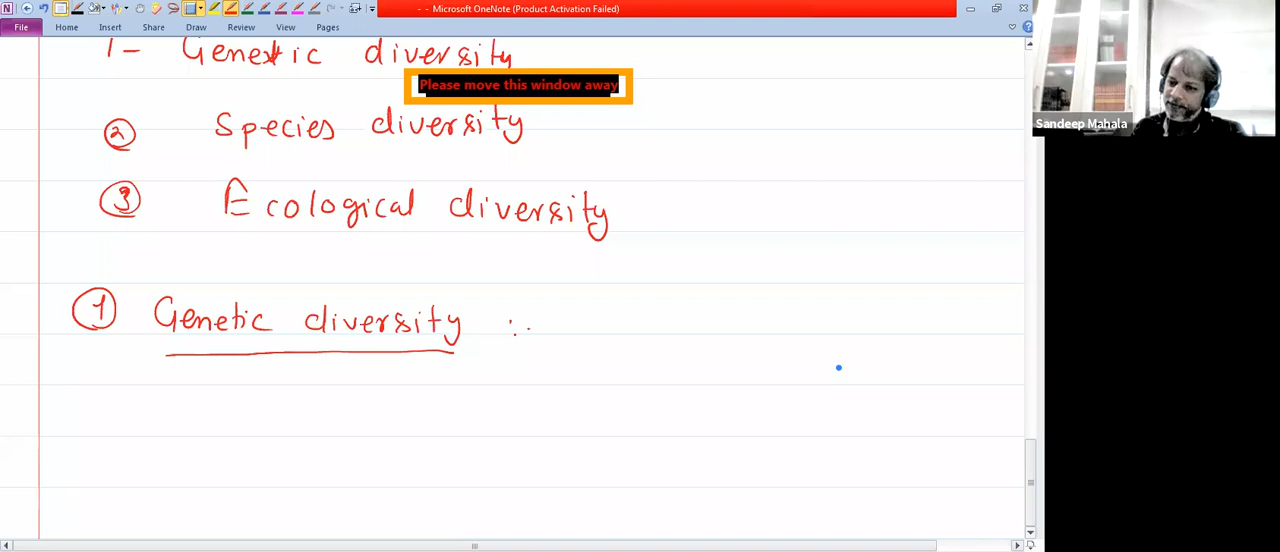 - - Microsoft OneNote (Product Activation Failed)
File Home Insert Share Draw Review View
1- Genetic diversity
Please move this window away
Sandeep Mahala
2 Species diversity
3 Ecological diversity
1 Genetic diversity :-